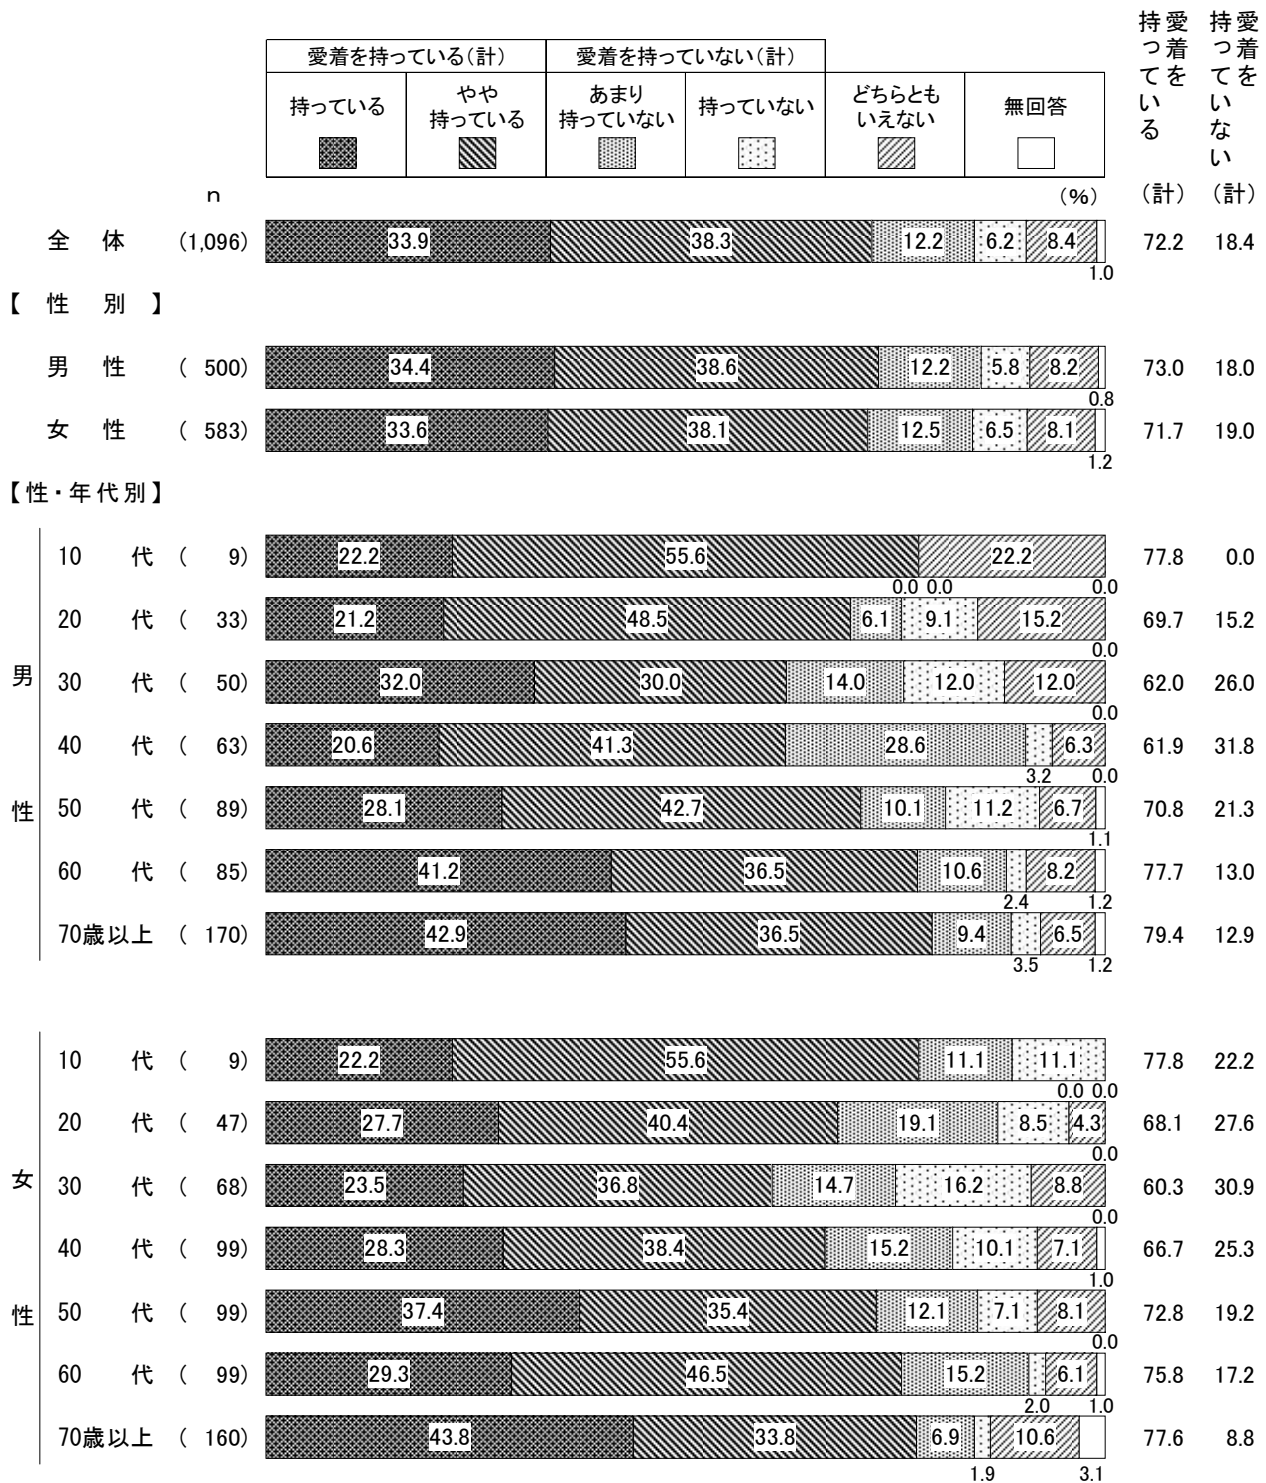 愛着を持っている（計） 愛着を持っていない（計） 愛着を持っている（計） 愛着を持っていない（計）
持っている やや持っている あまり持っていない 持っていない どちらともいえない 無回答
n （%）
全 体 (1,096) 33.9 38.3 12.2 6.2 8.4 72.2 18.4
1.0
【 性 別 】
男 性 ( 500) 34.4 38.6 12.2 5.8 8.2 73.0 18.0
0.8
女 性 ( 583) 33.6 38.1 12.5 6.5 8.1 71.7 19.0
1.2
【性・年代別】
男性
10 代 ( 9) 22.2 55.6 22.2 77.8 0.0
0.0 0.0 0.0
20 代 ( 33) 21.2 48.5 6.1 9.1 15.2 69.7 15.2
0.0
30 代 ( 50) 32.0 30.0 14.0 12.0 12.0 62.0 26.0
0.0
40 代 ( 63) 20.6 41.3 28.6 6.3 61.9 31.8
3.2 0.0
50 代 ( 89) 28.1 42.7 10.1 11.2 6.7 70.8 21.3
1.1
60 代 ( 85) 41.2 36.5 10.6 8.2 77.7 13.0
2.4 1.2
70歳以上 ( 170) 42.9 36.5 9.4 6.5 79.4 12.9
3.5 1.2
女性
10 代 ( 9) 22.2 55.6 11.1 11.1 77.8 22.2
0.0 0.0
20 代 ( 47) 27.7 40.4 19.1 8.5 4.3 68.1 27.6
0.0
30 代 ( 68) 23.5 36.8 14.7 16.2 8.8 60.3 30.9
0.0
40 代 ( 99) 28.3 38.4 15.2 10.1 7.1 66.7 25.3
1.0
50 代 ( 99) 37.4 35.4 12.1 7.1 8.1 72.8 19.2
0.0
60 代 ( 99) 29.3 46.5 15.2 6.1 75.8 17.2
2.0 1.0
70歳以上 ( 160) 43.8 33.8 6.9 10.6 77.6 8.8
1.9 3.1